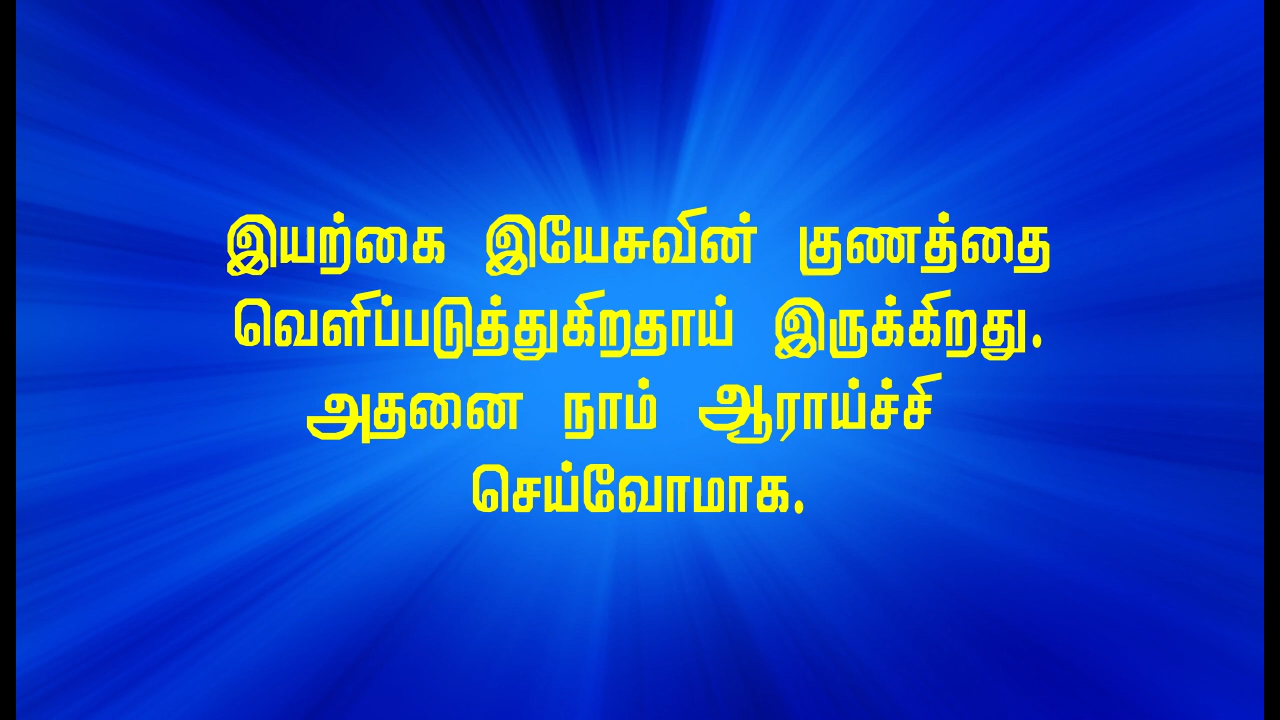 இயற்கை இயேசுவின் குணத்தை
வெளிப்படுத்துகிறதாய் இருக்கிறது.
அதனை நாம் ஆராய்ச்சி
செய்வோமாக.